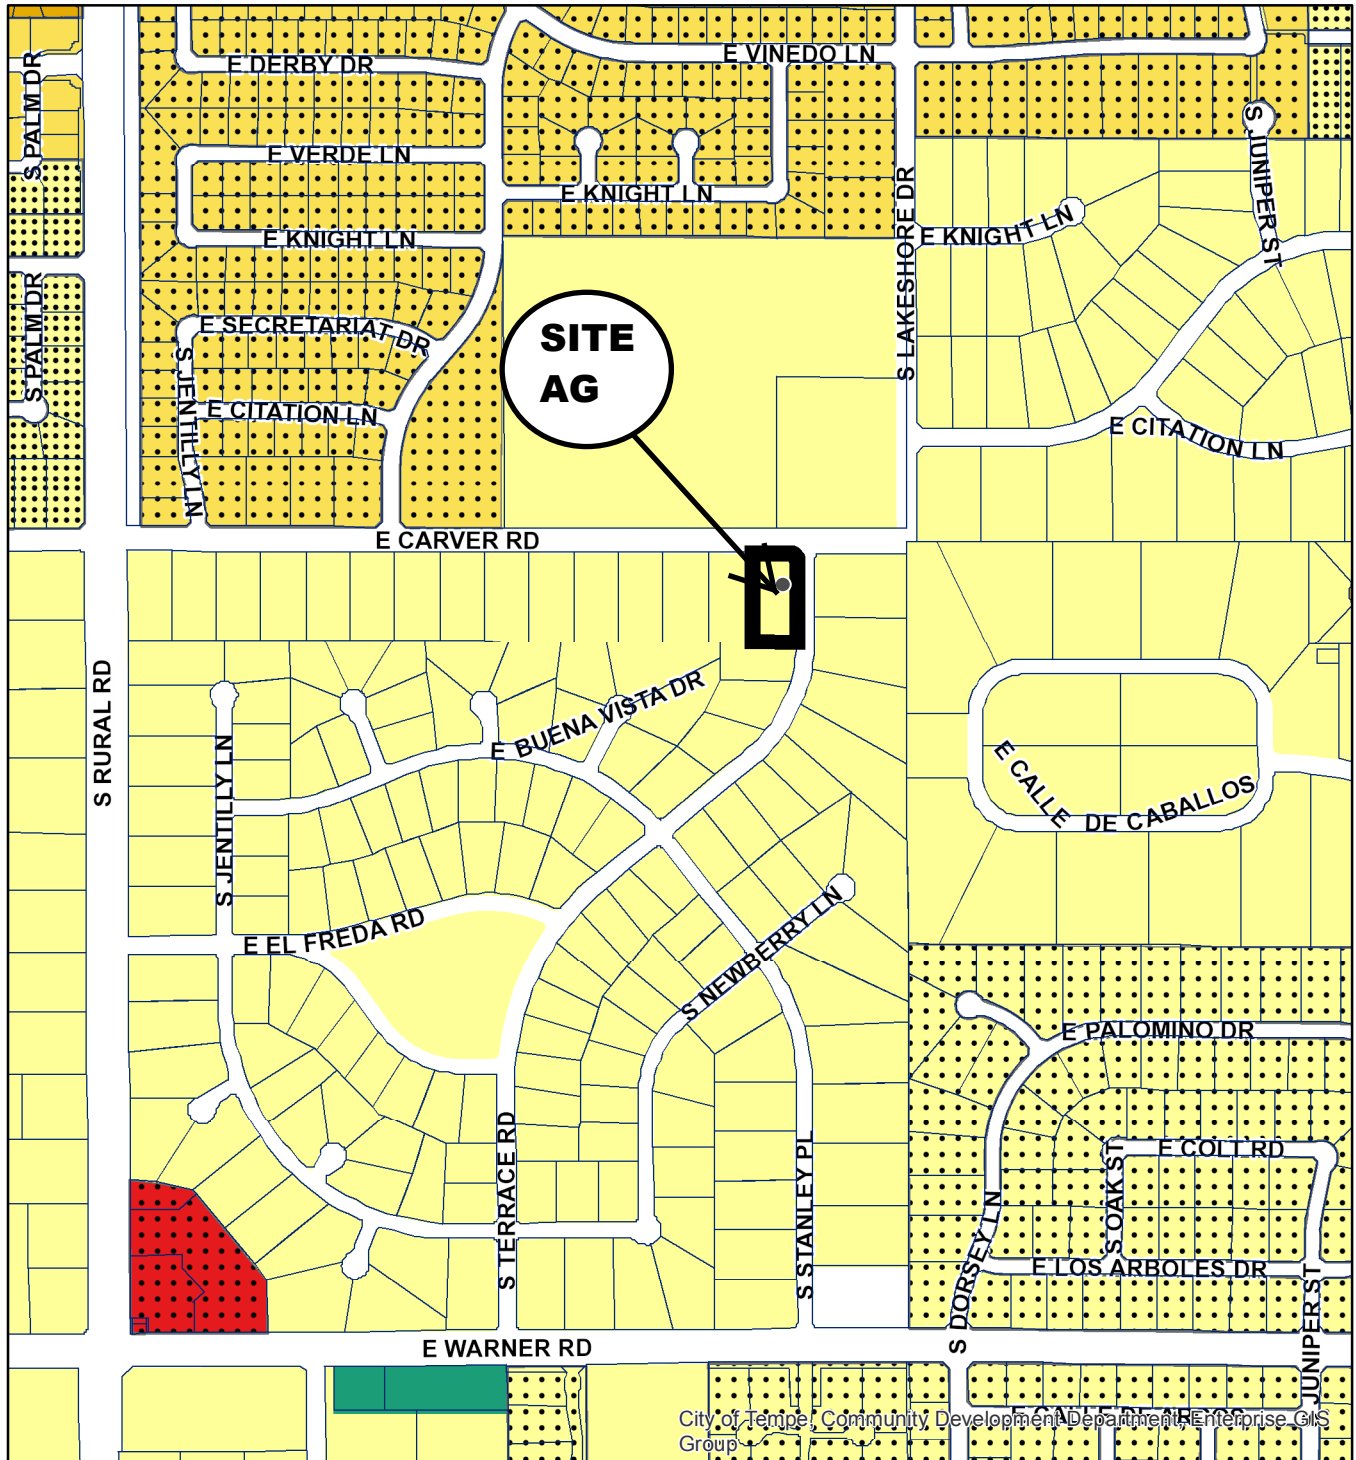 E VINEDO LN
E DERBY DR
S PALM DR
S JUNIPER ST
E VERDE LN
E KNIGHT LN
S LAKESHORE DR
E KNIGHT LN
E KNIGHT LN
S PALM DR
E SECRETARIAT DR
SITE
AG
S JENTILLY LN
E CITATION LN
E CITATION LN
E CARVER RD
S RURAL RD
E BUENA VISTA DR
S JENTILLY LN
E CALLE DE CABALLOS
E EL FREDA RD
S NEWBERRY LN
E PALOMINO DR
S TERRACE RD
S STANLEY PL
E COLT RD
S OAK ST
S DORSEY LN
E LOS ARBOLES DR
JUNIPER ST
E WARNER RD
City of Tempe, Community Development Department, Enterprise GIS
Group